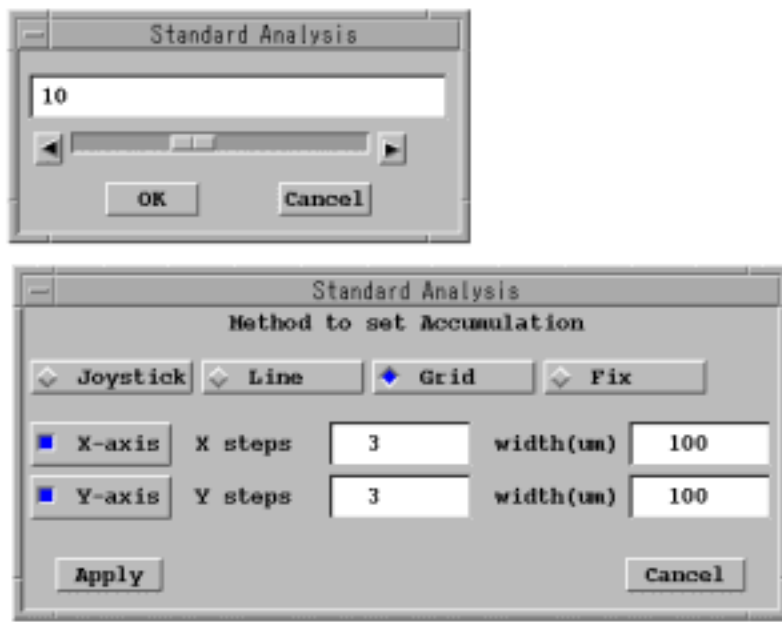 Standard Analysis
10
OK Cancel
Standard Analysis
Method to set Accumulation
Joystick Line Grid Fix
X-axis X steps 3 width(um) 100
Y-axis Y steps 3 width(um) 100
Apply Cancel